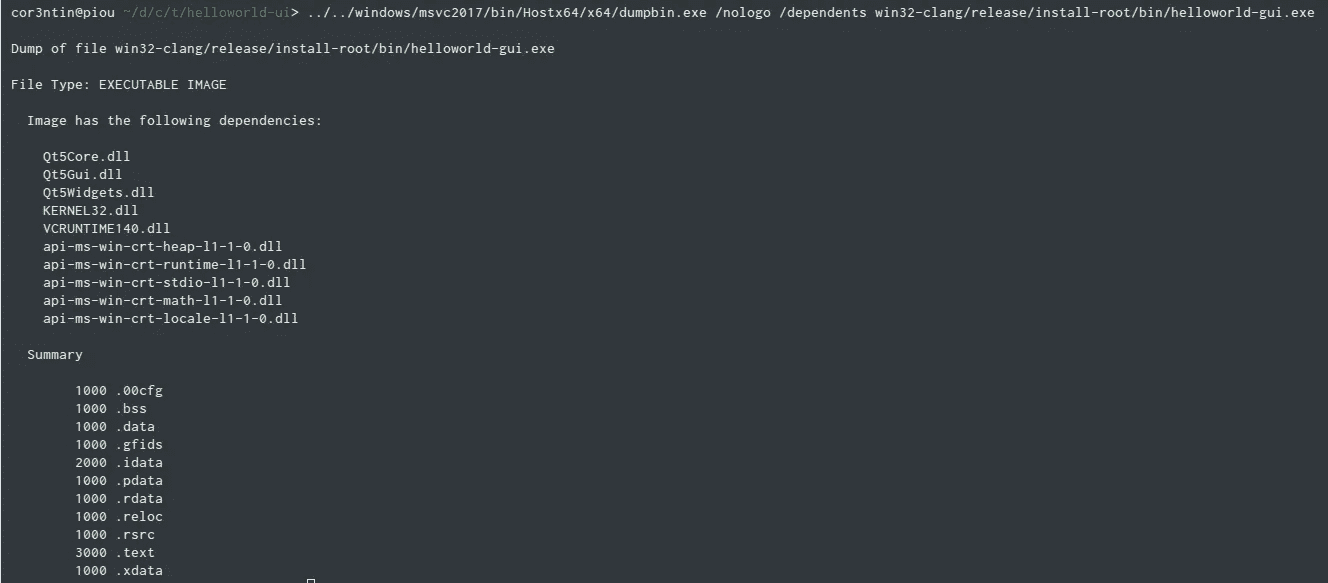 cor3ntin@piou ~/d/c/t/helloworld-ui> ../../windows/msvc2017/bin/Hostx64/x64/dumpbin.exe /nologo /dependents win32-clang/release/install-root/bin/helloworld-gui.exe
Dump of file win32-clang/release/install-root/bin/helloworld-gui.exe
File Type: EXECUTABLE IMAGE
Image has the following dependencies:
Qt5Core.dll
Qt5Gui.dll
Qt5Widgets.dll
KERNEL32.dll
VCRUNTIME140.dll
api-ms-win-crt-heap-l1-1-0.dll
api-ms-win-crt-runtime-l1-1-0.dll
api-ms-win-crt-stdio-l1-1-0.dll
api-ms-win-crt-math-l1-1-0.dll
api-ms-win-crt-locale-l1-1-0.dll
Summary
1000 .00cfg
1000 .bss
1000 .data
1000 .gfids
2000 .idata
1000 .pdata
1000 .rdata
1000 .reloc
1000 .rsrc
3000 .text
1000 .xdata